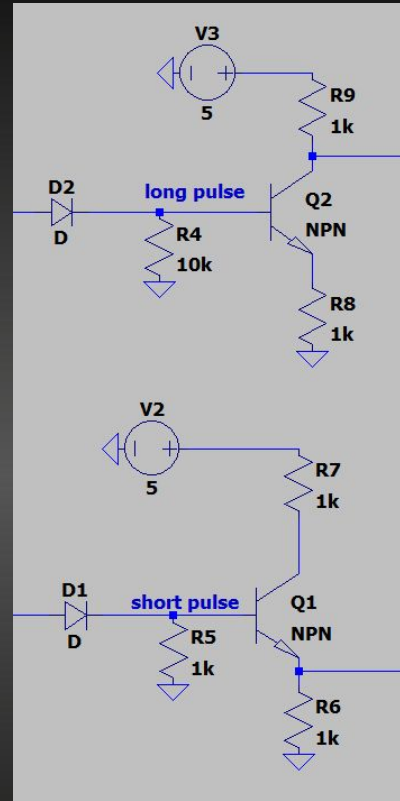 V3
5
R9
1k
D2
D
long pulse
R4
10k
Q2
NPN
R8
1k
V2
5
R7
1k
D1
D
short pulse
R5
1k
Q1
NPN
R6
1k